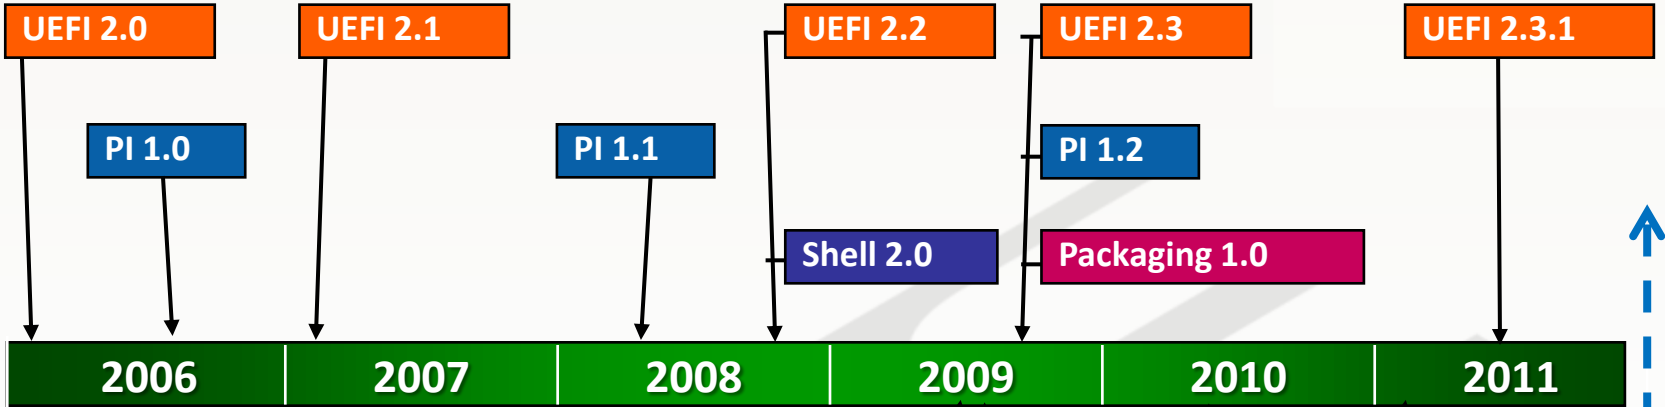 UEFI 2.0
UEFI 2.1
UEFI 2.2
UEFI 2.3
UEFI 2.3.1
PI 1.0
PI 1.1
PI 1.2
Shell 2.0
Packaging 1.0
2006
2007
2008
2009
2010
2011